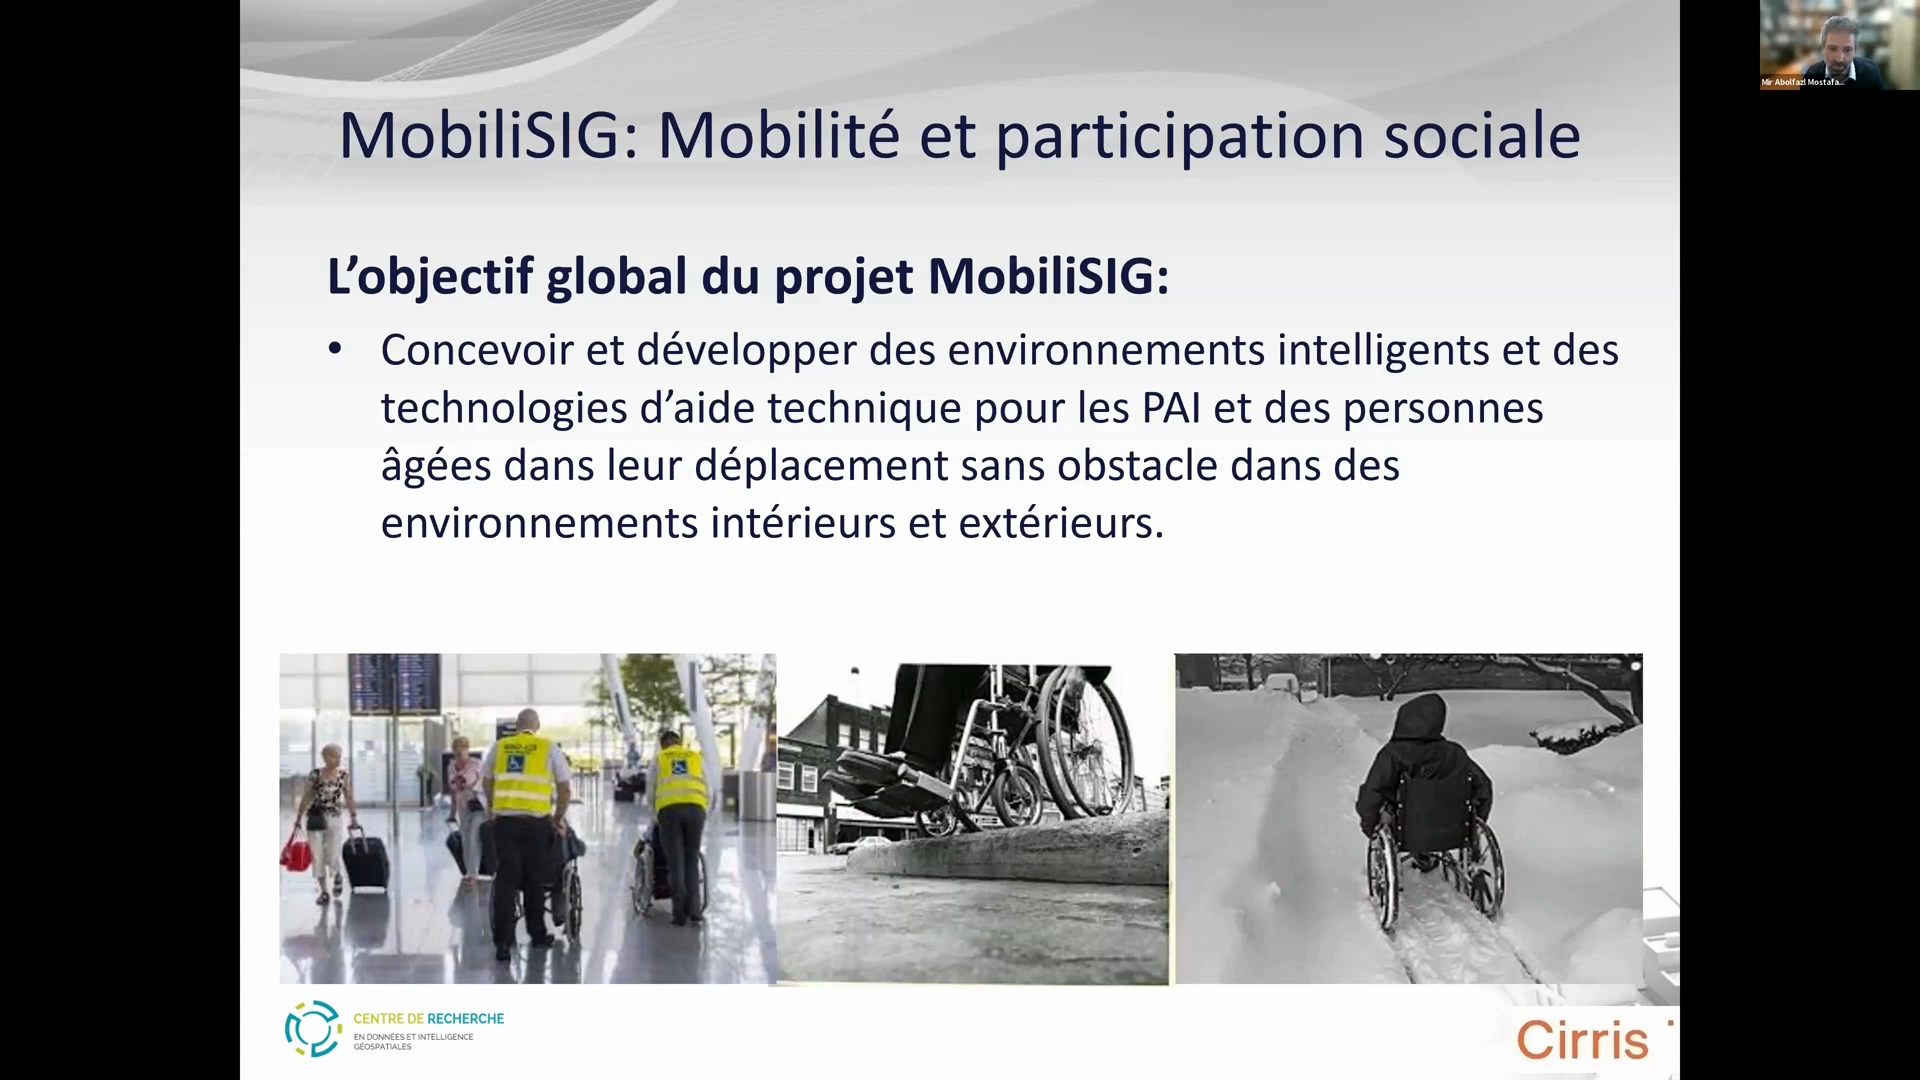 MobiliSIG: Mobilité et participation sociale
Mir Abolfazl Mostafa...
L’objectif global du projet MobiliSIG:
• Concevoir et développer des environnements intelligents et des
technologies d’aide technique pour les PAI et des personnes
âgées dans leur déplacement sans obstacle dans des
environnements intérieurs et extérieurs.
CENTRE DE RECHERCHE
EN DONNÉES ET INTELLIGENCE
GÉOSPATIALES
Cirris